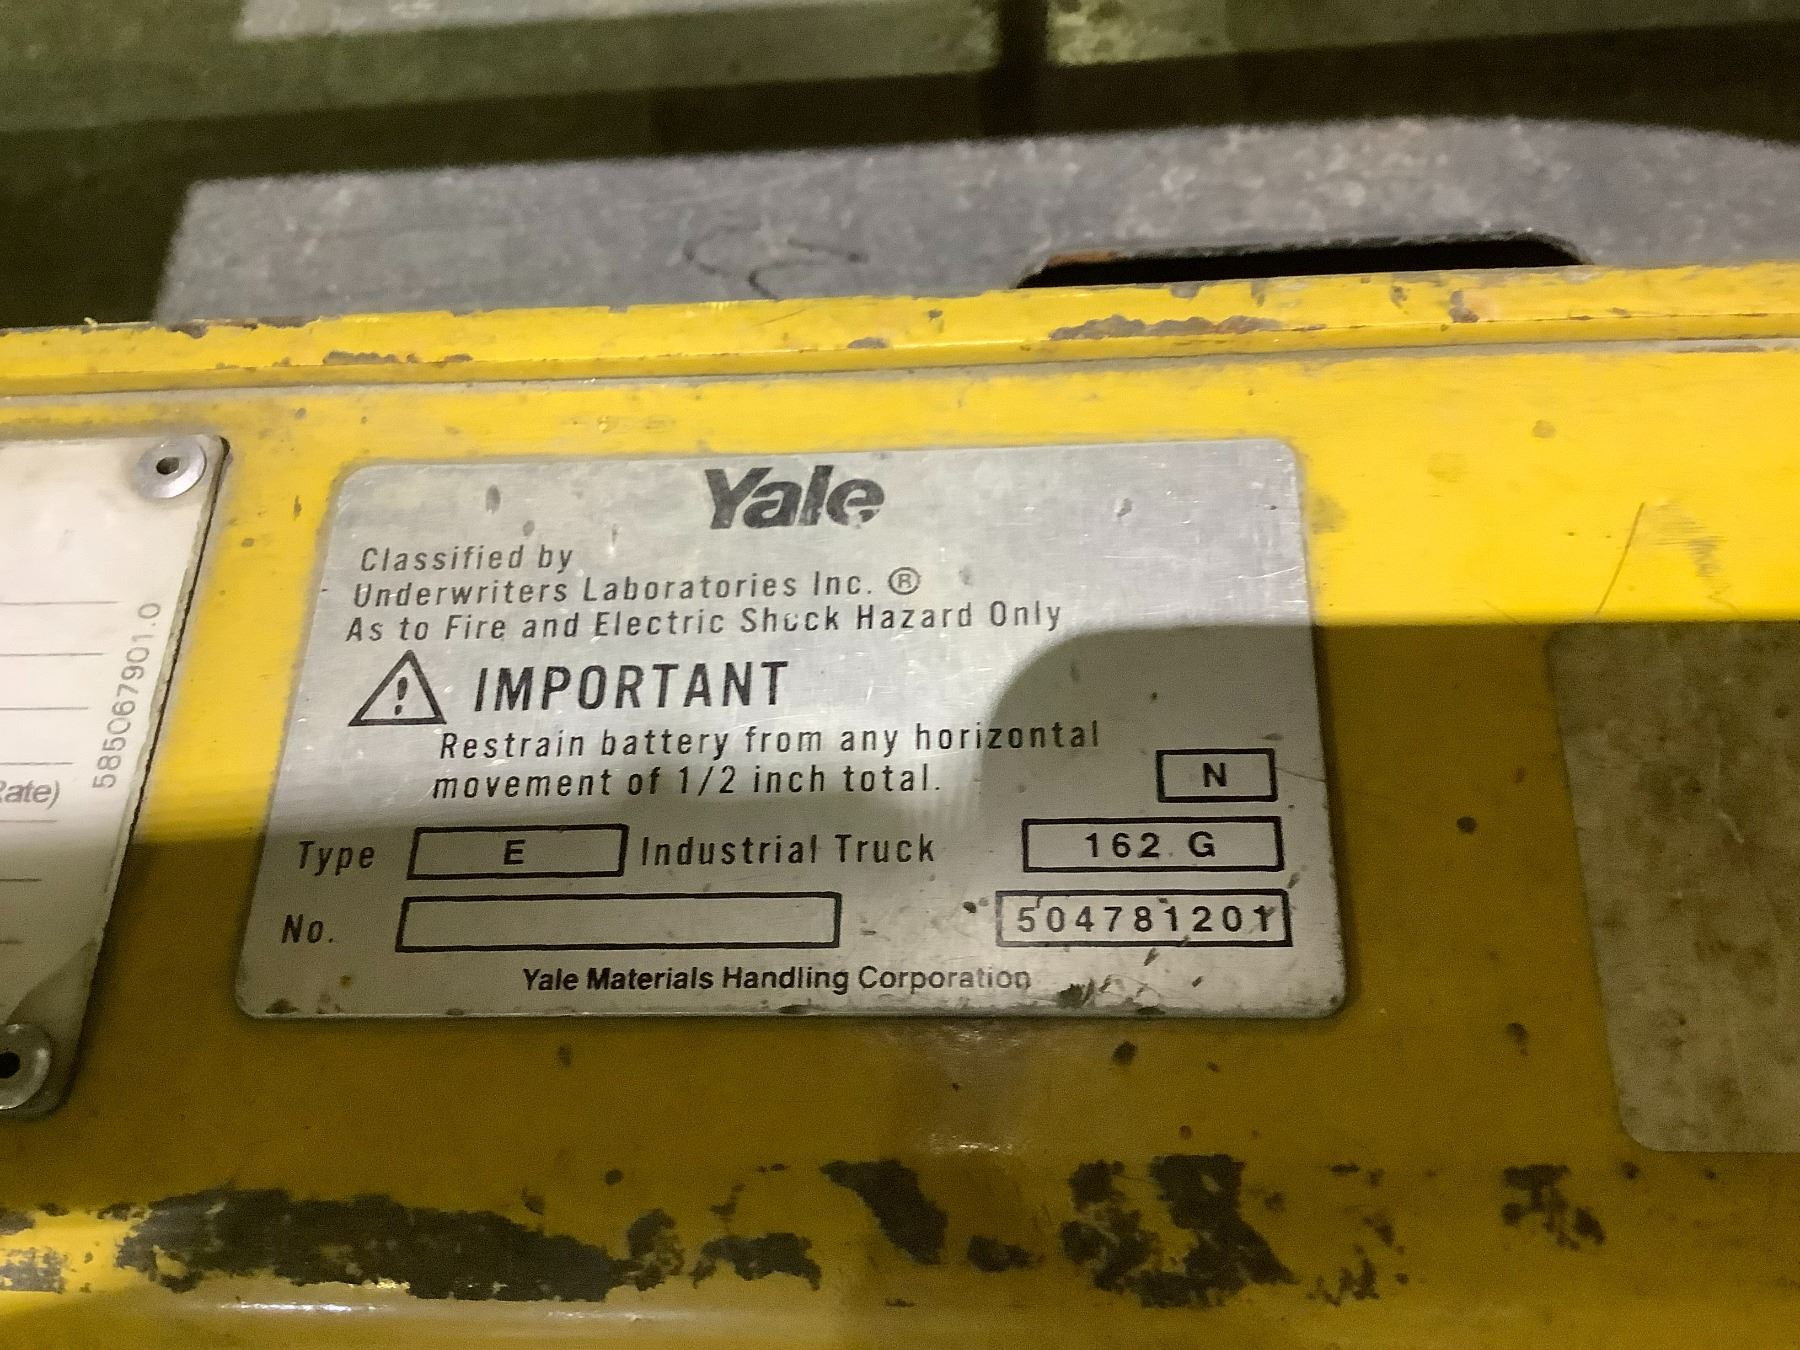 Yale
Classified by
Underwriters Laboratories Inc. ®
As to Fire and Electric Shock Hazard Only
IMPORTANT
Restrain battery from any horizontal
movement of 1/2 inch total.
N
Type E Industrial Truck 162 G
No. 504781201
Yale Materials Handling Corporation
585067901.0
Rate)